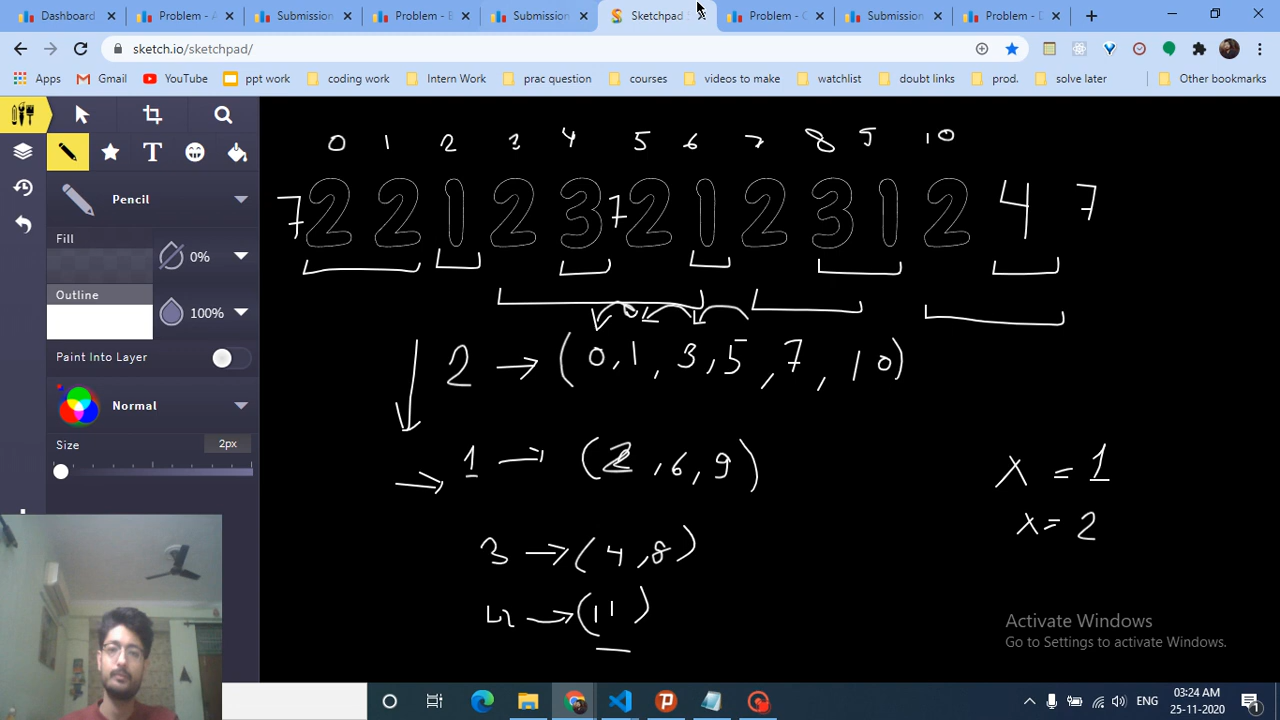 Dashboard
Problem - A
Submission
Problem - B
Submission
Sketchpad
Problem - C
Submission
Problem - D
sketch.io/sketchpad/
Apps
Gmail
YouTube
ppt work
coding work
Intern Work
prac question
courses
videos to make
watchlist
doubt links
prod.
solve later
Other bookmarks
Pencil
Fill
0%
Outline
100%
Paint Into Layer
Normal
Size
2px
0 1 2 3 4 5 6 7 8 9 10
7 2 2 1 2 3 7 2 1 2 3 1 2 4 7
2 → (0, 1, 3, 5, 7, 10)
→ 1 → (2, 6, 9)
3 → (4, 8)
4 → (11)
x = 1
x = 2
Activate Windows
Go to Settings to activate Windows.
03:24 AM
25-11-2020